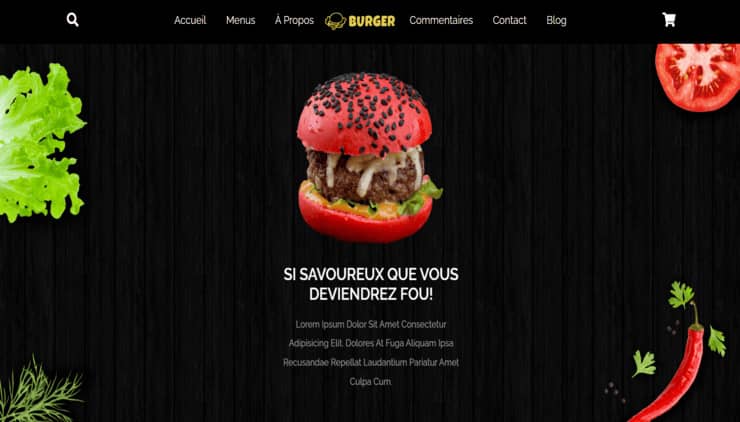 Accueil Menus À Propos BURGER Commentaires Contact Blog
SI SAVOUREUX QUE VOUS
DEVIENDREZ FOU!
Lorem Ipsum Dolor Sit Amet Consectetur
Adipisicing Elit. Dolores At Fuga Aliquam Ipsa
Recusandae Repellat Laudantium Pariatur Amet
Culpa Cum.